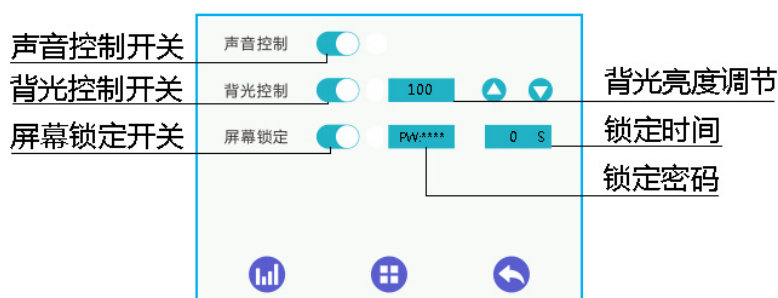 声音控制开关
声音控制
背光控制开关
背光控制
100
背光亮度调节
屏幕锁定开关
屏幕锁定
PW:****
0 S
锁定时间
锁定密码